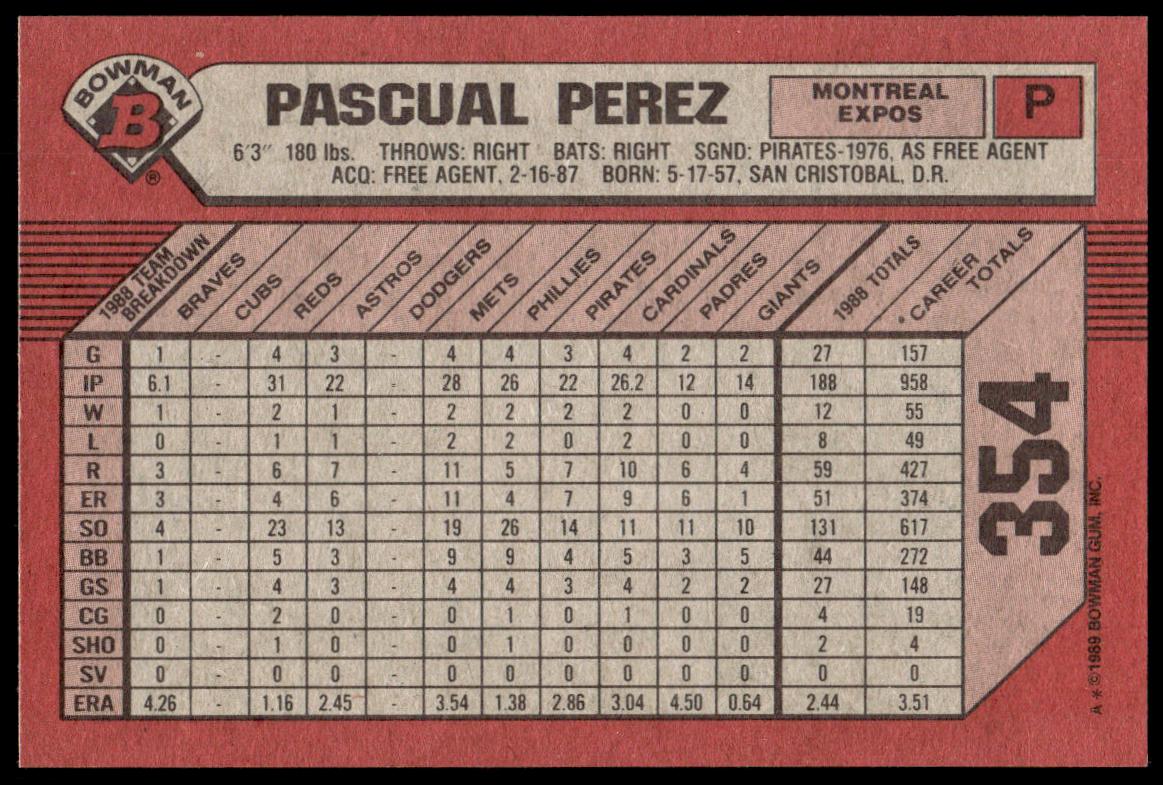 BOWMAN
B
®
PASCUAL PEREZ
MONTREAL
EXPOS
P
6'3" 180 lbs. THROWS: RIGHT BATS: RIGHT SGND: PIRATES-1976, AS FREE AGENT
ACQ: FREE AGENT, 2-16-87 BORN: 5-17-57, SAN CRISTOBAL, D.R.
1988 TEAM BREAKDOWN BRAVES CUBS REDS ASTROS DODGERS METS PHILLIES PIRATES CARDINALS PADRES GIANTS 1988 TOTALS * CAREER TOTALS
G 1 - 4 3 - 4 4 3 4 2 2 27 157
IP 6.1 - 31 22 - 28 26 22 26.2 12 14 188 958
W 1 - 2 1 - 2 2 2 2 0 0 12 55
L 0 - 1 1 - 2 2 0 2 0 0 8 49
R 3 - 6 7 - 11 5 7 10 6 4 59 427
ER 3 - 4 6 - 11 4 7 9 6 1 51 374
SO 4 - 23 13 - 19 26 14 11 11 10 131 617
BB 1 - 5 3 - 9 9 4 5 3 5 44 272
GS 1 - 4 3 - 4 4 3 4 2 2 27 148
CG 0 - 2 0 - 0 1 0 1 0 0 4 19
SHO 0 - 1 0 - 0 1 0 0 0 0 2 4
SV 0 - 0 0 - 0 0 0 0 0 0 0 0
ERA 4.26 - 1.16 2.45 - 3.54 1.38 2.86 3.04 4.50 0.64 2.44 3.51
354
A * ©1989 BOWMAN GUM, INC.